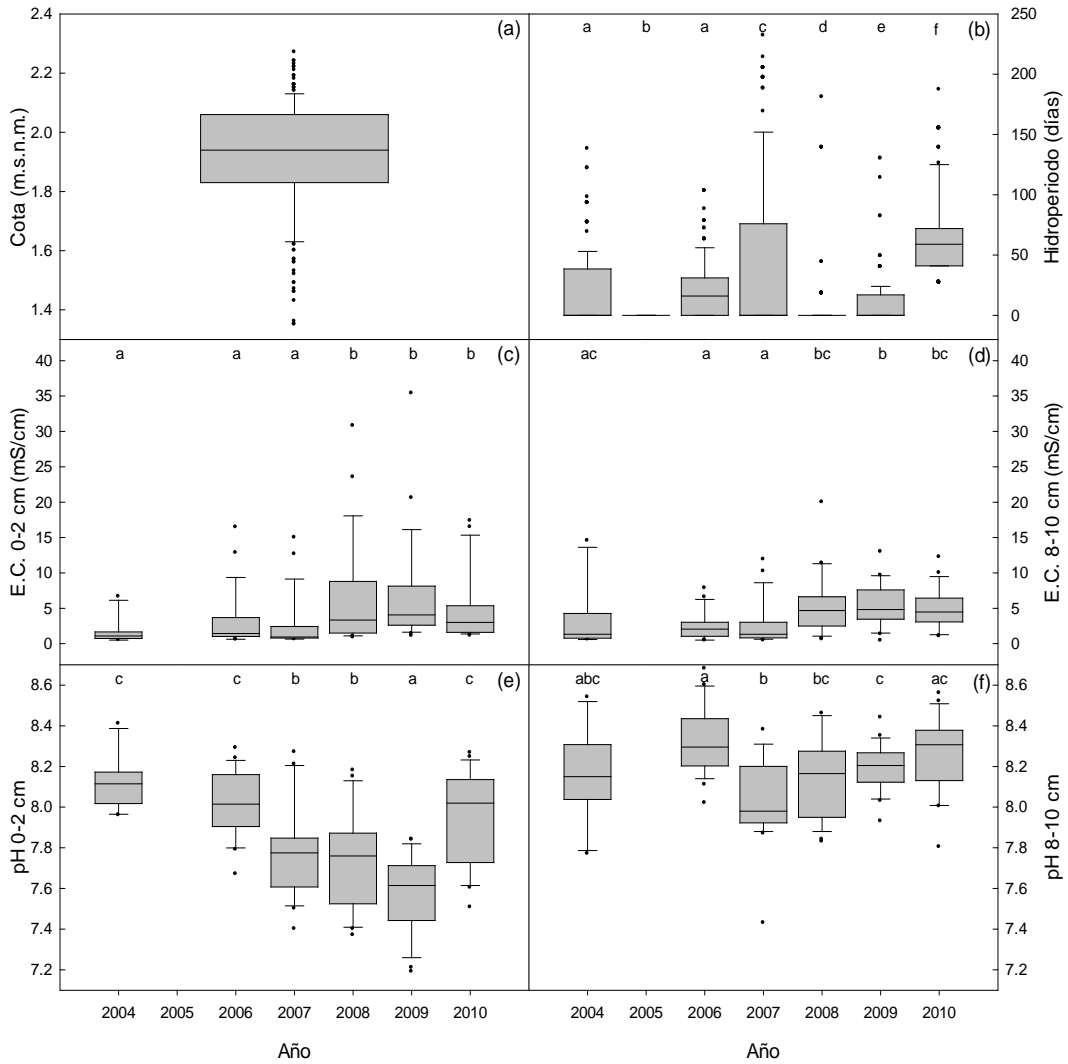 2.4
2.2
2.0
1.8
1.6
1.4
Cota (m.s.n.m.)
(a)
a b a c d e f
(b)
250
200
150
100
50
0
Hidroperiodo (días)
40
35
30
25
20
15
10
5
0
E.C. 0-2 cm (mS/cm)
a a a b b b
(c)
ac a a bc b bc
(d)
40
35
30
25
20
15
10
5
0
E.C. 8-10 cm (mS/cm)
8.6
8.4
8.2
8.0
7.8
7.6
7.4
7.2
pH 0-2 cm
c c b b a c
(e)
abc a b bc c ac
(f)
8.6
8.4
8.2
8.0
7.8
7.6
7.4
7.2
pH 8-10 cm
2004 2005 2006 2007 2008 2009 2010
Año
2004 2005 2006 2007 2008 2009 2010
Año